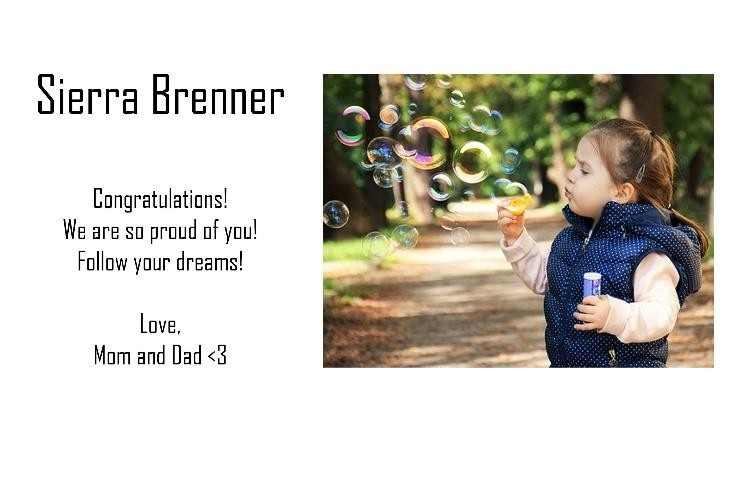 Sierra Brenner
Congratulations!
We are so proud of you!
Follow your dreams!
Love,
Mom and Dad <3